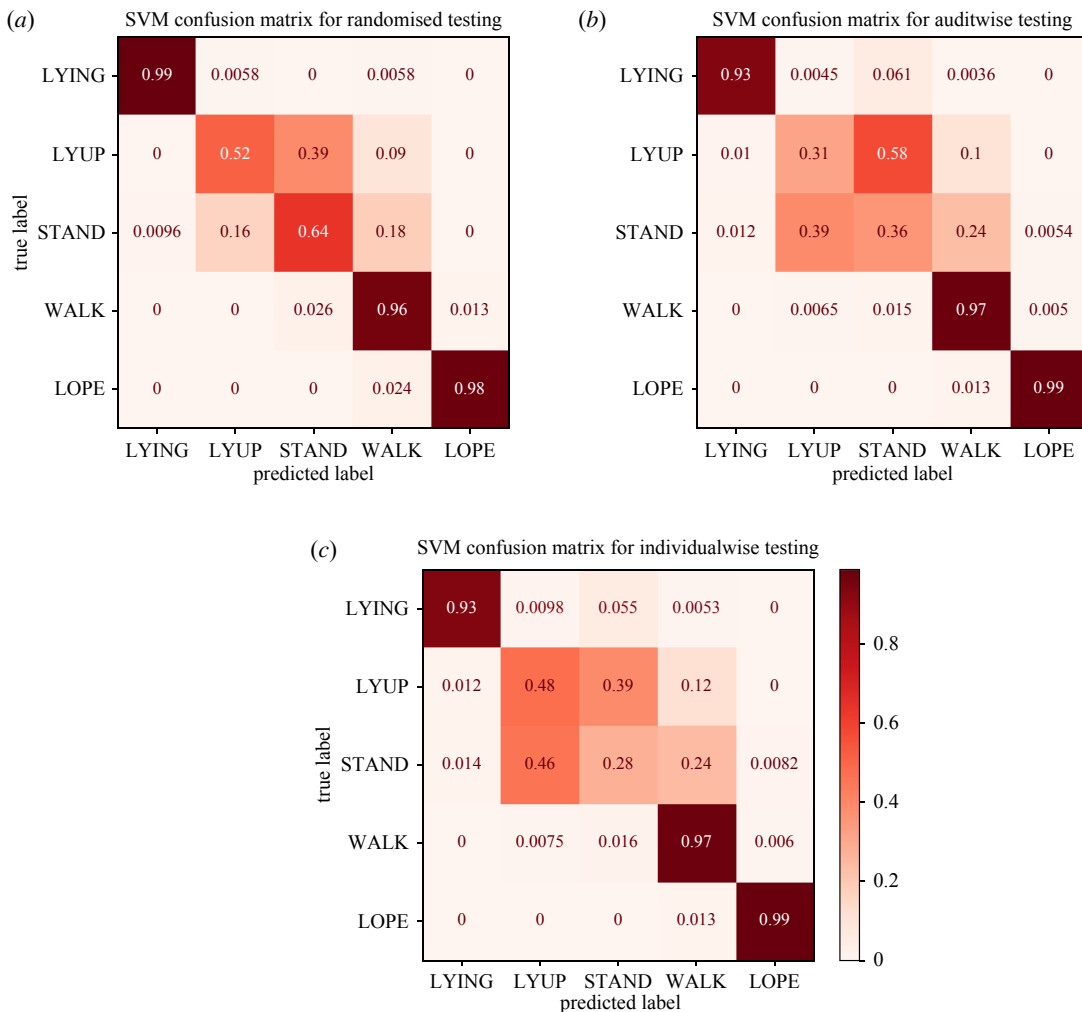 (a) SVM confusion matrix for randomised testing
true label
LYING 0.99 0.0058 0 0.0058 0
LYUP 0 0.52 0.39 0.09 0
STAND 0.0096 0.16 0.64 0.18 0
WALK 0 0 0.026 0.96 0.013
LOPE 0 0 0 0.024 0.98
LYING LYUP STAND WALK LOPE
predicted label
(b) SVM confusion matrix for auditwise testing
LYING 0.93 0.0045 0.061 0.0036 0
LYUP 0.01 0.31 0.58 0.1 0
STAND 0.012 0.39 0.36 0.24 0.0054
WALK 0 0.0065 0.015 0.97 0.005
LOPE 0 0 0 0.013 0.99
LYING LYUP STAND WALK LOPE
predicted label
(c) SVM confusion matrix for individualwise testing
true label
LYING 0.93 0.0098 0.055 0.0053 0
LYUP 0.012 0.48 0.39 0.12 0
STAND 0.014 0.46 0.28 0.24 0.0082
WALK 0 0.0075 0.016 0.97 0.006
LOPE 0 0 0 0.013 0.99
LYING LYUP STAND WALK LOPE
predicted label
0.8
0.6
0.4
0.2
0